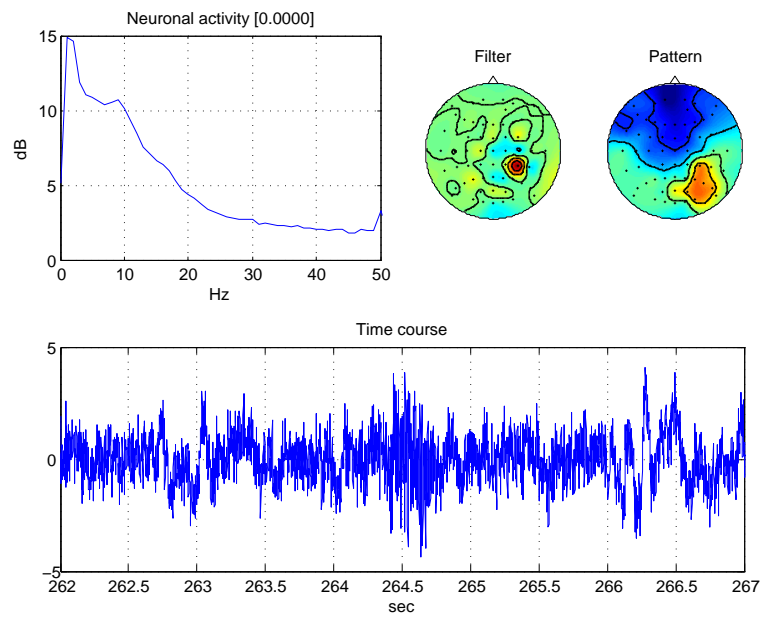 Neuronal activity [0.0000]
Filter
Pattern
15
10
5
0
dB
0 10 20 30 40 50
Hz
Time course
5
0
−5
262 262.5 263 263.5 264 264.5 265 265.5 266 266.5 267
sec